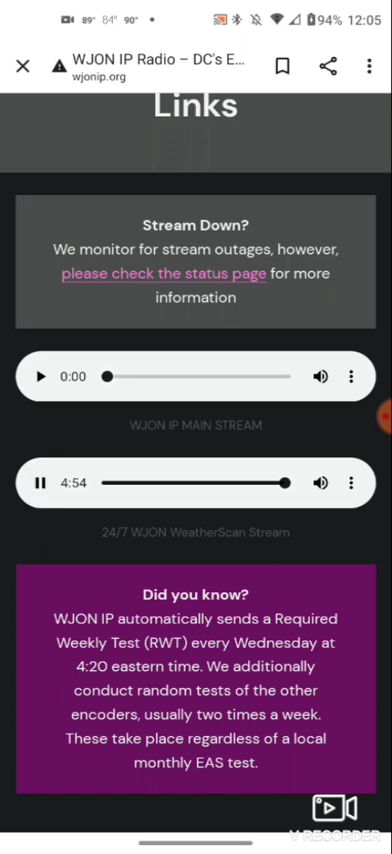 89° 84° 90° • 94% 12:05
WJON IP Radio – DC's E...
wjonip.org
Links
Stream Down?
We monitor for stream outages, however,
please check the status page for more
information
0:00
WJON IP MAIN STREAM
4:54
24/7 WJON WeatherScan Stream
Did you know?
WJON IP automatically sends a Required
Weekly Test (RWT) every Wednesday at
4:20 eastern time. We additionally
conduct random tests of the other
encoders, usually two times a week.
These take place regardless of a local
monthly EAS test.
V RECORDER